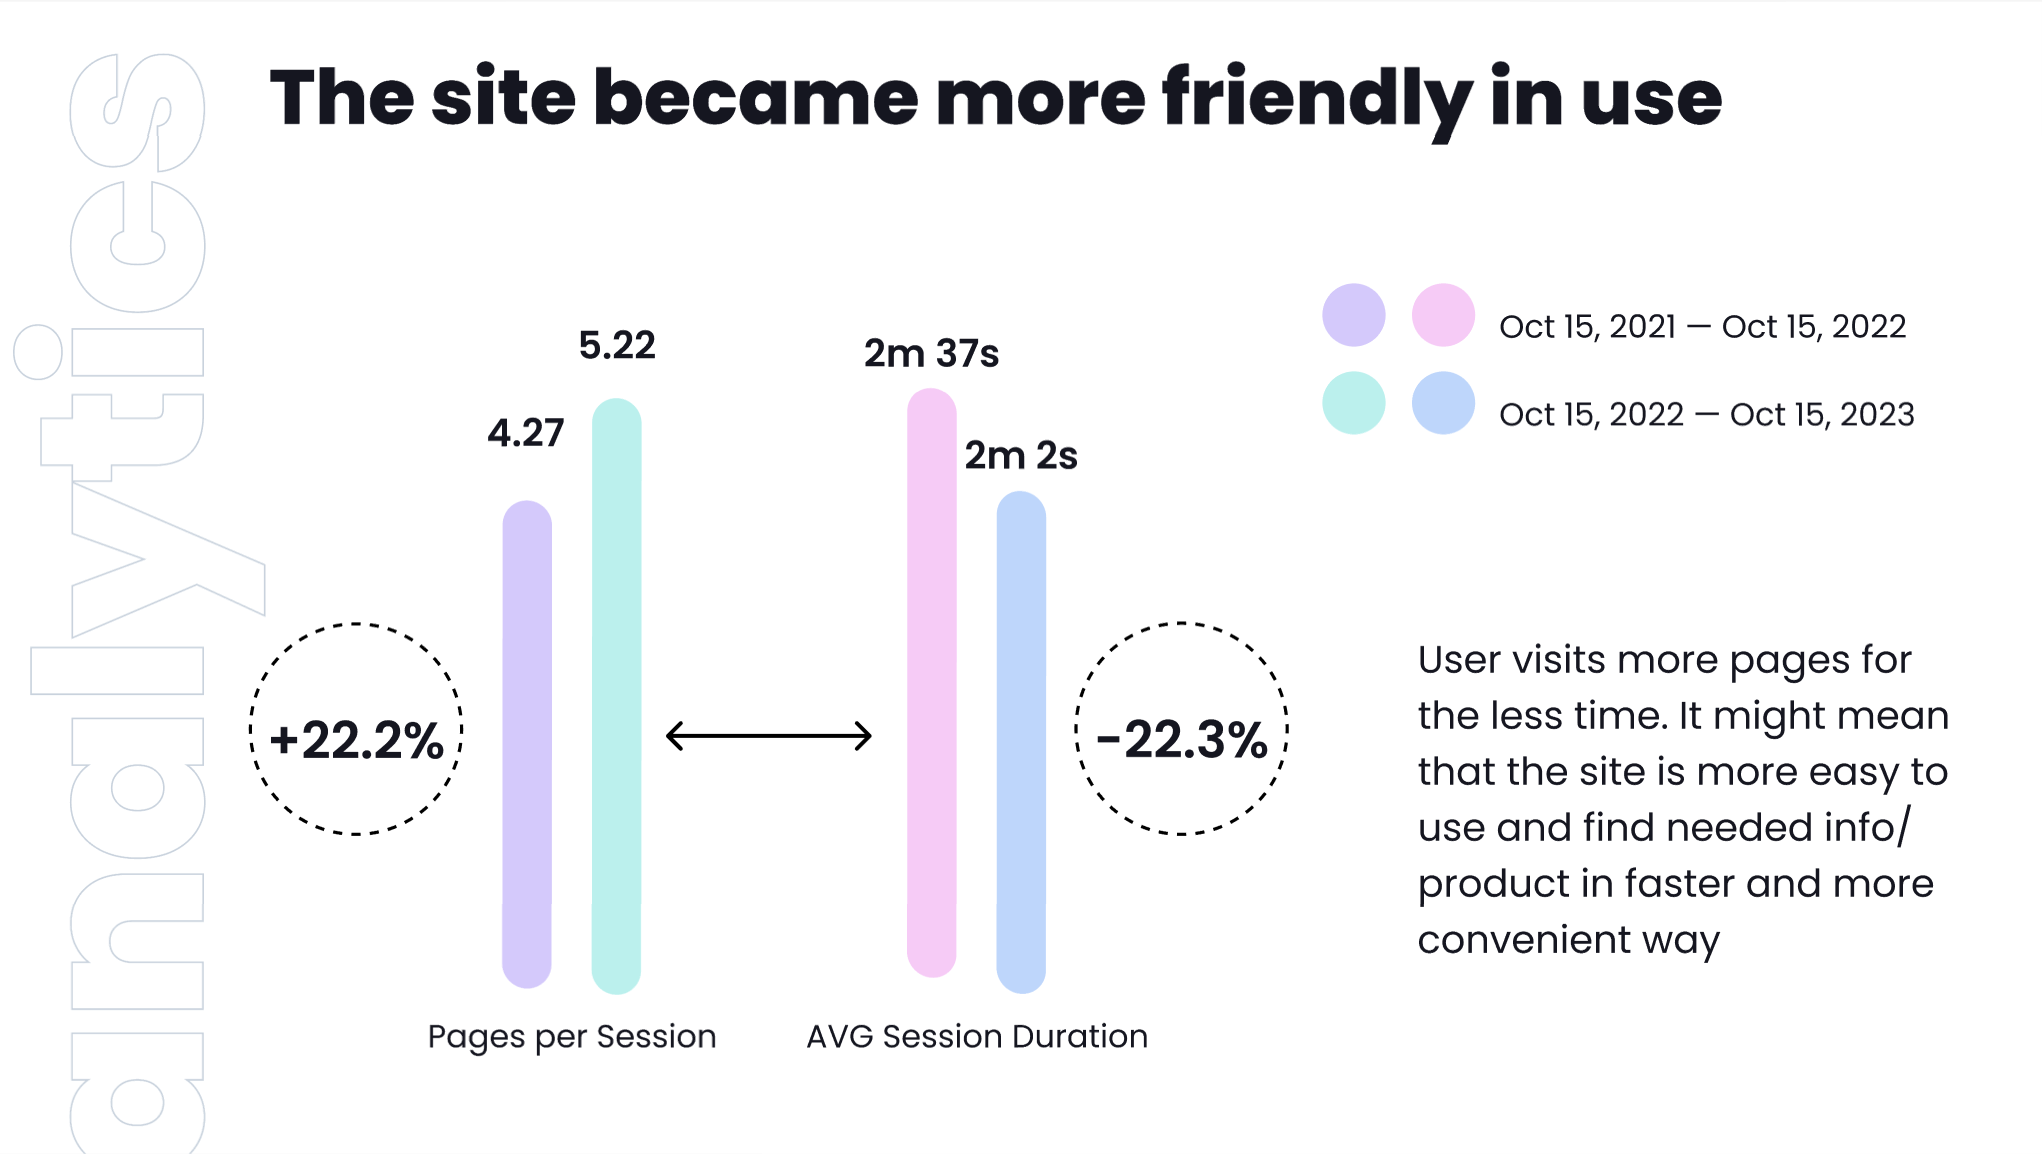 The site became more friendly in use
analytics
Oct 15, 2021 — Oct 15, 2022
Oct 15, 2022 — Oct 15, 2023
5.22
4.27
2m 37s
2m 2s
+22.2%
-22.3%
Pages per Session
AVG Session Duration
User visits more pages for
the less time. It might mean
that the site is more easy to
use and find needed info/
product in faster and more
convenient way